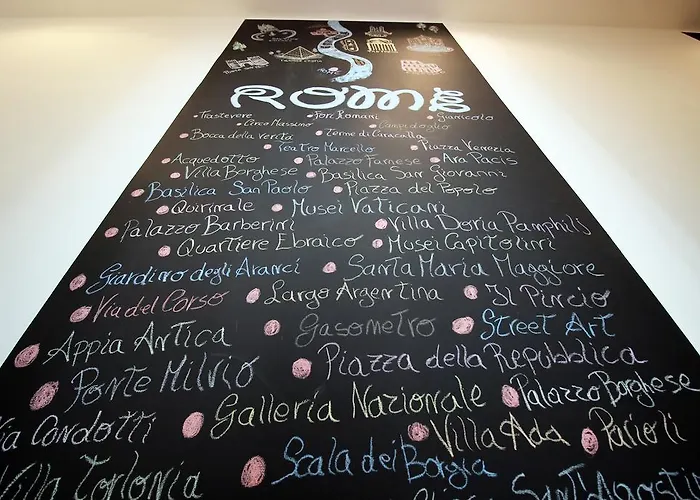 ROME
Trastevere Fori Romani Gianicolo
Circo Massimo Campidoglio
Bocca della Verità Terme di Caracalla
Teatro Marcello Piazza Venezia
Acquedotto Palazzo Farnese Ara Pacis
Villa Borghese Basilica San Giovanni
Basilica San Paolo Piazza del Popolo
Quirinale Musei Vaticani
Palazzo Barberini Villa Doria Pamphili
Quartiere Ebraico Musei Capitolini
Giardino degli Aranci Santa Maria Maggiore
Via del Corso Largo Argentina Il Pincio
Appia Antica Gasometro Street Art
Ponte Milvio Piazza della Repubblica
Galleria Nazionale Palazzo Borghese
Via Condotti Villa Ada Parioli
Villa Torlonia Scala dei Borgia
Sant'Agostin